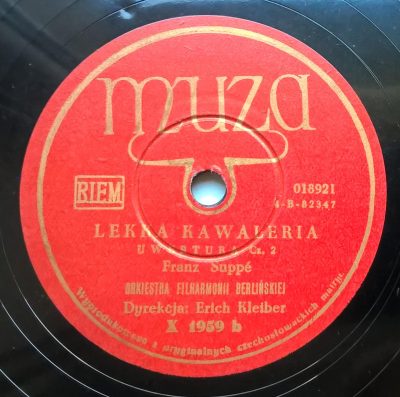 muza
BIEM
018921
4-B-82347
LEKKA KAWALERIA
UWERTURA Cz. 2
Franz Suppé
ORKIESTRA FILHARMONII BERLIŃSKIEJ
Dyrekcja: Erich Kleiber
X 1959 b
Wyprodukowano z oryginalnych czechosłowackich matryc